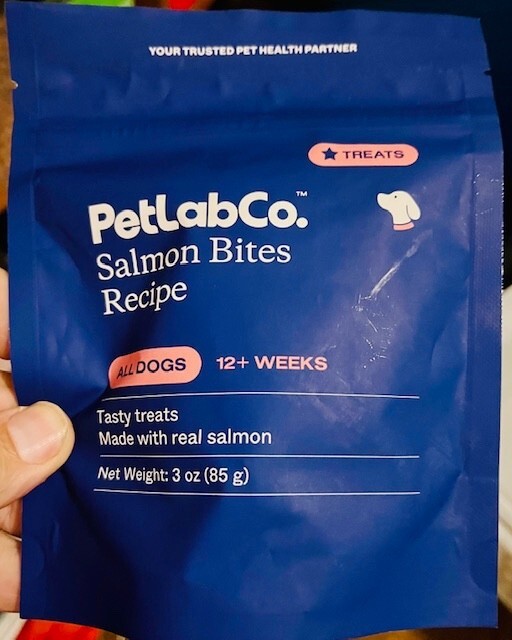 YOUR TRUSTED PET HEALTH PARTNER
★ TREATS
PetLabCo.™
Salmon Bites
Recipe
ALL DOGS 12+ WEEKS
Tasty treats
Made with real salmon
Net Weight: 3 oz (85 g)